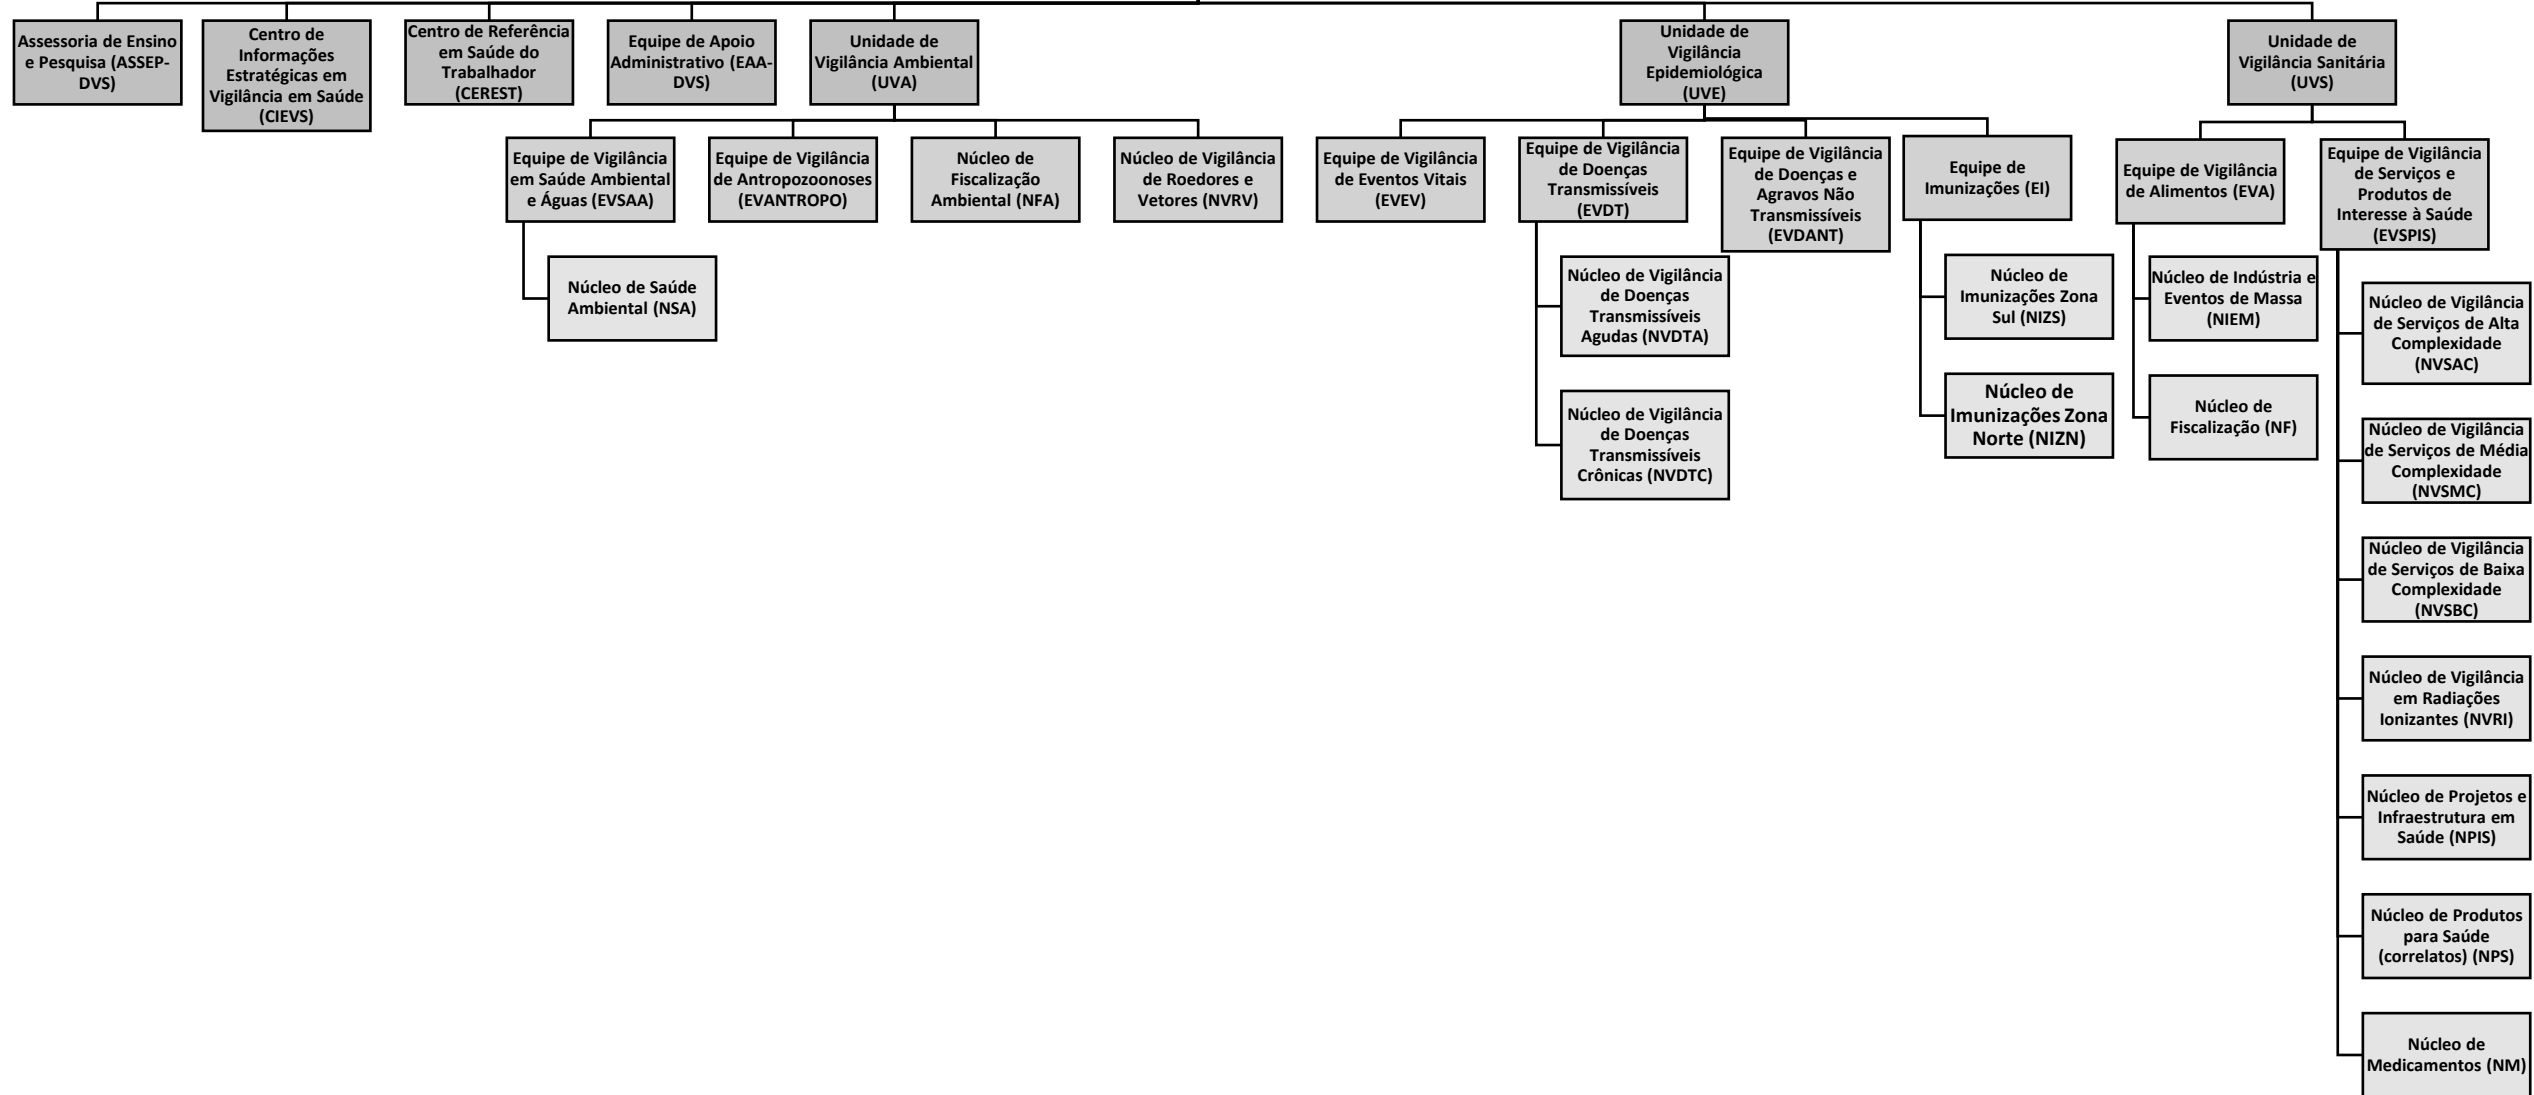 Assessoria de Ensino
e Pesquisa (ASSEP-
DVS)
Centro de
Informações
Estratégicas em
Vigilância em Saúde
(CIEVS)
Centro de Referência
em Saúde do
Trabalhador
(CEREST)
Equipe de Apoio
Administrativo (EAA-
DVS)
Unidade de
Vigilância Ambiental
(UVA)
Unidade de
Vigilância
Epidemiológica
(UVE)
Unidade de
Vigilância Sanitária
(UVS)
Equipe de Vigilância
em Saúde Ambiental
e Águas (EVSAA)
Equipe de Vigilância
de Antropozoonoses
(EVANTROPO)
Núcleo de
Fiscalização
Ambiental (NFA)
Núcleo de Vigilância
de Roedores e
Vetores (NVRV)
Equipe de Vigilância
de Eventos Vitais
(EVEV)
Equipe de Vigilância
de Doenças
Transmissíveis
(EVDT)
Equipe de Vigilância
de Doenças e
Agravos Não
Transmissíveis
(EVDANT)
Equipe de
Imunizações (EI)
Equipe de Vigilância
de Alimentos (EVA)
Equipe de Vigilância
de Serviços e
Produtos de
Interesse à Saúde
(EVSPIS)
Núcleo de Saúde
Ambiental (NSA)
Núcleo de Vigilância
de Doenças
Transmissíveis
Agudas (NVDTA)
Núcleo de Vigilância
de Doenças
Transmissíveis
Crônicas (NVDTC)
Núcleo de
Imunizações Zona
Sul (NIZS)
Núcleo de
Imunizações Zona
Norte (NIZN)
Núcleo de Indústria e
Eventos de Massa
(NIEM)
Núcleo de
Fiscalização (NF)
Núcleo de Vigilância
de Serviços de Alta
Complexidade
(NVSAC)
Núcleo de Vigilância
de Serviços de Média
Complexidade
(NVSMC)
Núcleo de Vigilância
de Serviços de Baixa
Complexidade
(NVSBC)
Núcleo de Vigilância
em Radiações
Ionizantes (NVRI)
Núcleo de Projetos e
Infraestrutura em
Saúde (NPIS)
Núcleo de Produtos
para Saúde
(correlatos) (NPS)
Núcleo de
Medicamentos (NM)